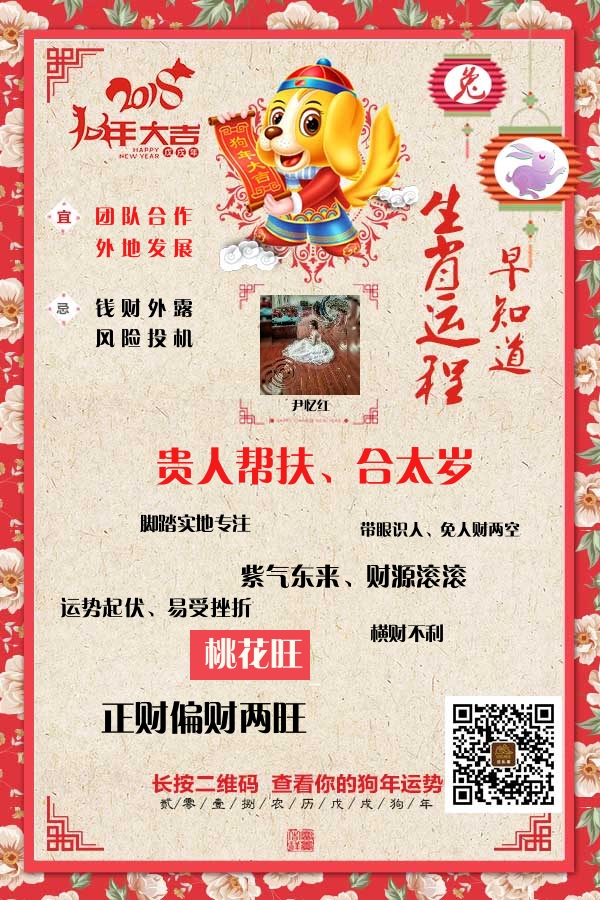 2018
狗年大吉
HAPPY
NEW YEAR
戊戌年
狗年大吉
兔
宜
团队合作
外地发展
忌
钱财外露
风险投机
生肖运程
早知道
尹忆红
HAPPY CHINESE NEW YEAR
贵人帮扶、合太岁
脚踏实地专注
带眼识人、免人财两空
紫气东来、财源滚滚
运势起伏、易受挫折
横财不利
桃花旺
正财偏财两旺
长按二维码 查看你的狗年运势
贰/零/壹/捌/农/历/戊/戌/狗/年